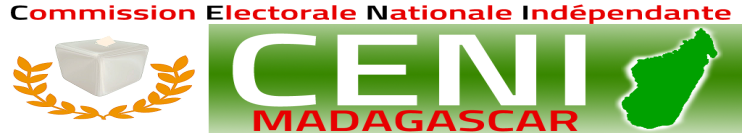 Commission Electorale Nationale Indépendante
CENI
MADAGASCAR